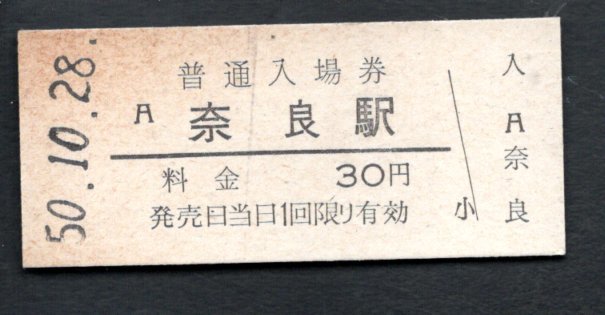 50.10.28.
普通入場券
A 奈良駅
料金 30円
発売日当日1回限り有効
小
入
A
奈
良